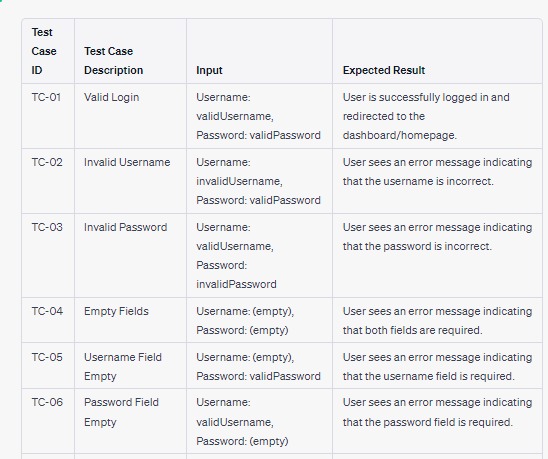 Test Case ID
Test Case Description
Input
Expected Result
TC-01
Valid Login
Username:
validUsername,
Password: validPassword
User is successfully logged in and
redirected to the
dashboard/homepage.
TC-02
Invalid Username
Username:
invalidUsername,
Password: validPassword
User sees an error message indicating
that the username is incorrect.
TC-03
Invalid Password
Username:
validUsername,
Password:
invalidPassword
User sees an error message indicating
that the password is incorrect.
TC-04
Empty Fields
Username: (empty),
Password: (empty)
User sees an error message indicating
that both fields are required.
TC-05
Username Field
Empty
Username: (empty),
Password: validPassword
User sees an error message indicating
that the username field is required.
TC-06
Password Field
Empty
Username:
validUsername,
Password: (empty)
User sees an error message indicating
that the password field is required.